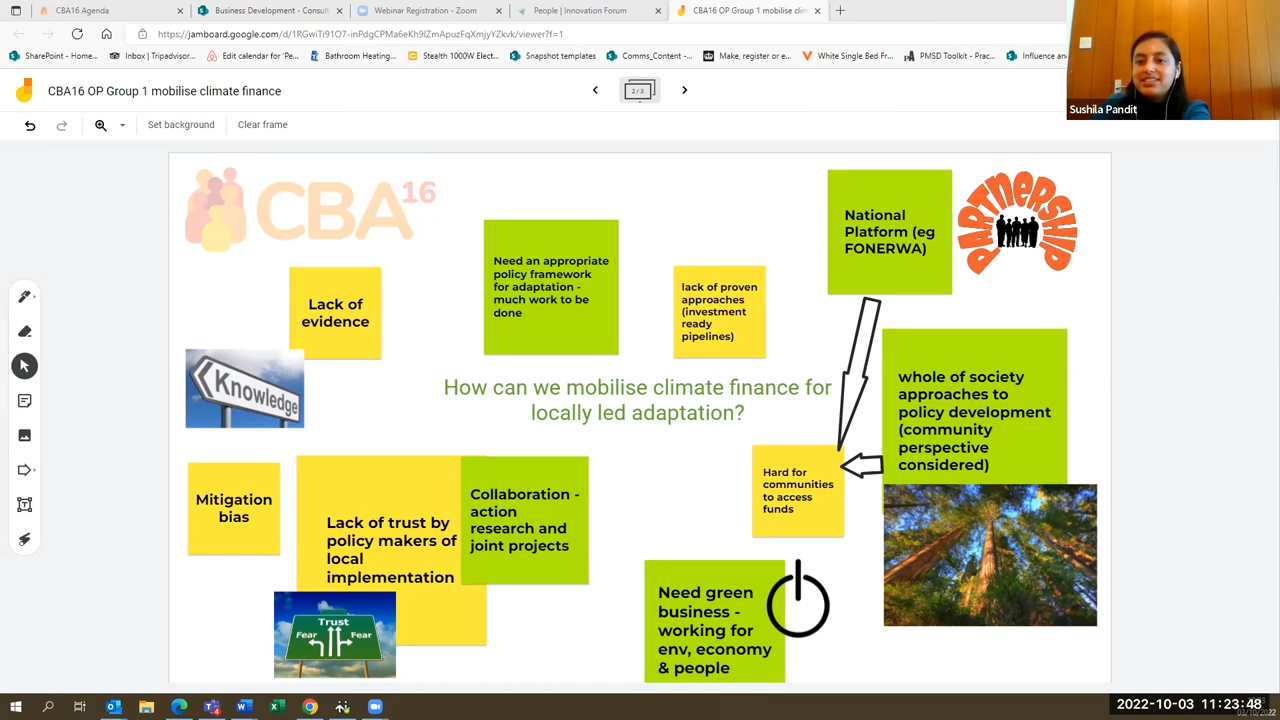 CBA16 Agenda
Business Development - Consult
Webinar Registration - Zoom
People | Innovation Forum
CBA16 OP Group 1 mobilise clim
https://jamboard.google.com/d/1RGwiTi91O7-inPdgCPMa6eKh9IZmApuzFqXmjyYZkvk/viewer?f=1
SharePoint - Home...
Inbox | Tripadvisor...
Edit calendar for 'Pe...
Bathroom Heating...
Stealth 1000W Elect...
Snapshot templates
Comms_Content -...
Make, register or e...
White Single Bed Fr...
PMSD Toolkit - Prac...
Influence and
Sushila Pandit
CBA16 OP Group 1 mobilise climate finance
2 / 3
Set background
Clear frame
CBA16
Lack of
evidence
Need an appropriate
policy framework
for adaptation -
much work to be
done
lack of proven
approaches
(investment
ready
pipelines)
National
Platform (eg
FONERWA)
PARTNERSHIP
Knowledge
How can we mobilise climate finance for
locally led adaptation?
whole of society
approaches to
policy development
(community
perspective
considered)
Hard for
communities
to access
funds
Mitigation
bias
Lack of trust by
policy makers of
local
implementation
Collaboration -
action
research and
joint projects
Trust
Fear
Fear
Need green
business -
working for
env, economy
& people
2022-10-03 11:23:48
03/10/2022